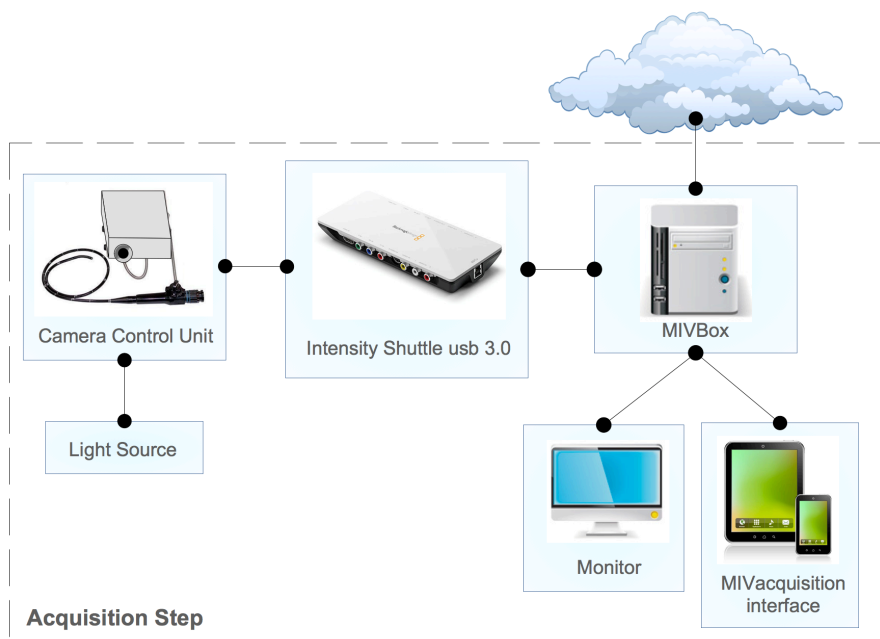 Camera Control Unit
Intensity Shuttle usb 3.0
MIVBox
Light Source
Monitor
MIVacquisition
interface
Acquisition Step